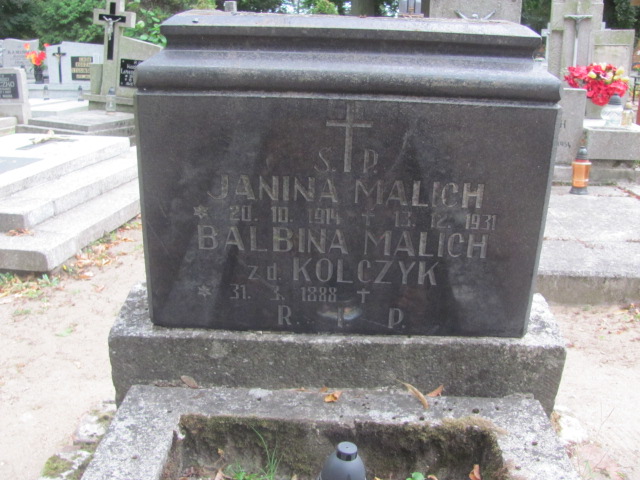 S. P.
JANINA MALICH
* 20. 10. 1914 + 13. 12. 1931
BALBINA MALICH
z d. KOLCZYK
* 31. 3. 1888 +
R. I. P.